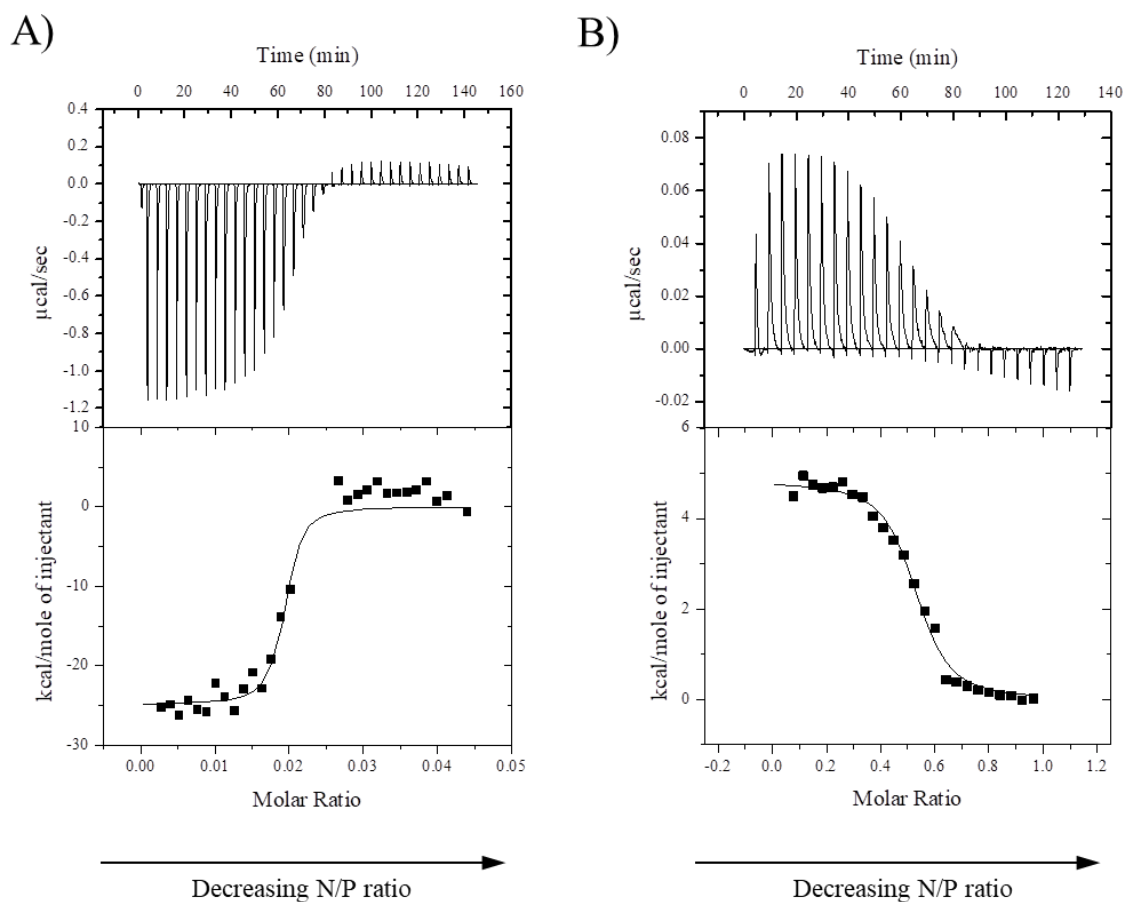 A)
Time (min)
0 20 40 60 80 100 120 140 160
0.4
0.2
0.0
-0.2
-0.4
-0.6
-0.8
-1.0
-1.2
µcal/sec
10
0
-10
-20
-30
kcal/mole of injectant
0.00 0.01 0.02 0.03 0.04 0.05
Molar Ratio
Decreasing N/P ratio
B)
Time (min)
0 20 40 60 80 100 120 140
0.08
0.06
0.04
0.02
0.00
-0.02
µcal/sec
6
4
2
0
kcal/mole of injectant
-0.2 0.0 0.2 0.4 0.6 0.8 1.0 1.2
Molar Ratio
Decreasing N/P ratio